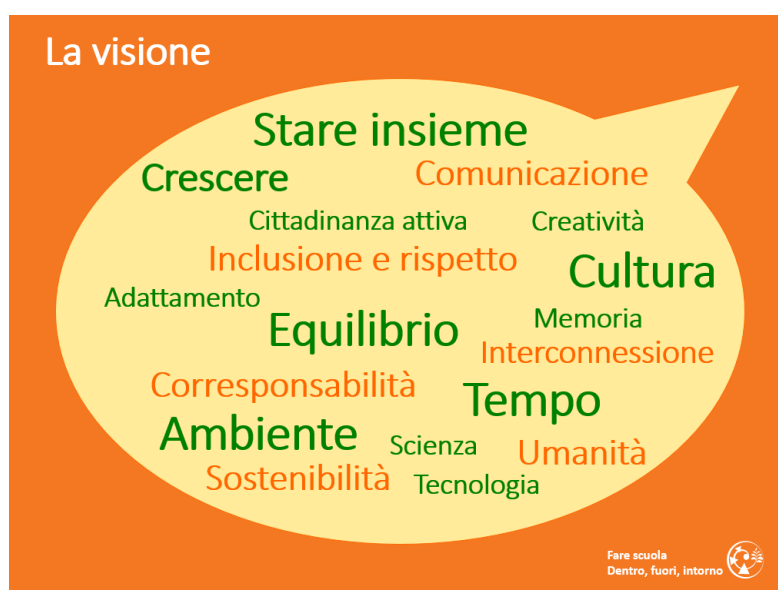 La visione
Stare insieme
Crescere
Comunicazione
Cittadinanza attiva
Creatività
Inclusione e rispetto
Cultura
Adattamento
Equilibrio
Memoria
Interconnessione
Corresponsabilità
Tempo
Ambiente
Scienza
Umanità
Sostenibilità
Tecnologia
Fare scuola
Dentro, fuori, intorno